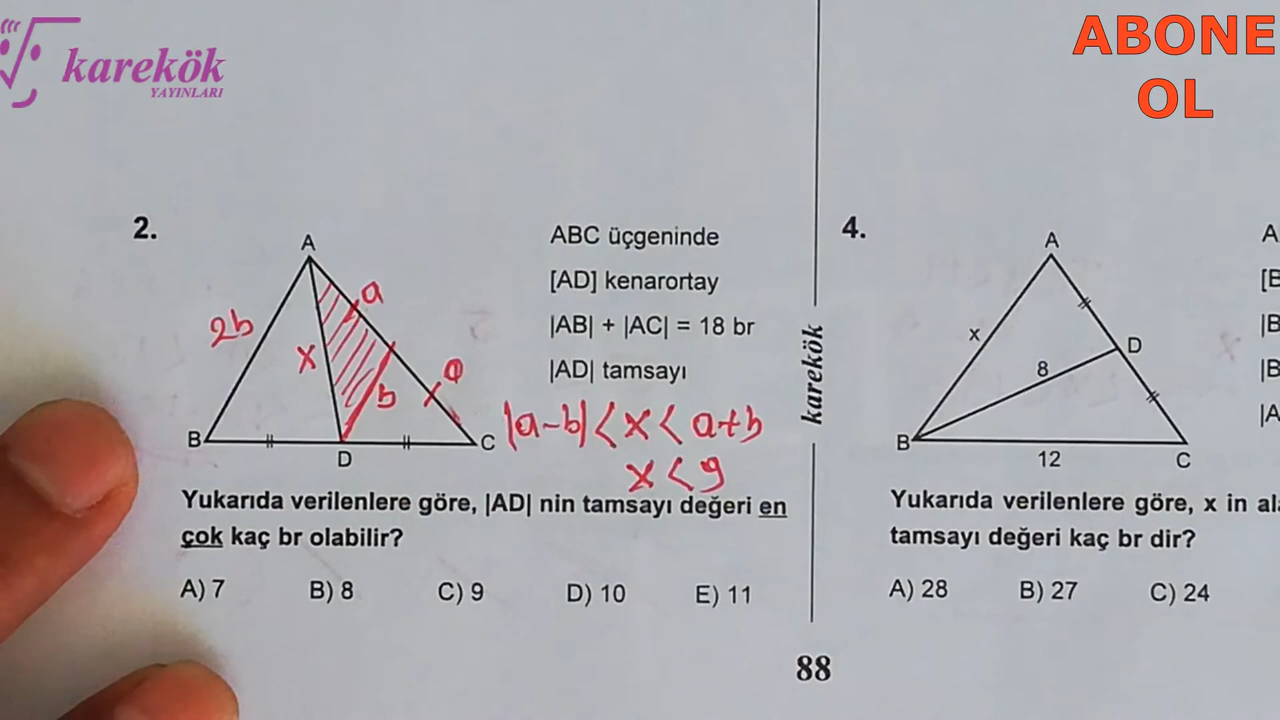 karekök
YAYINLARI
ABONE
OL
2.
A
2b
x
a
a
b
B
D
C
ABC üçgeninde
[AD] kenarortay
|AB| + |AC| = 18 br
|AD| tamsayı
|a-b| < x < a+b
x < 9
Yukarıda verilenlere göre, |AD| nin tamsayı değeri en
çok kaç br olabilir?
A) 7 B) 8 C) 9 D) 10 E) 11
karekök
88
4.
A
x
8
D
B
12
C
A
[B
|B
|B
|A
Yukarıda verilenlere göre, x in al
tamsayı değeri kaç br dir?
A) 28 B) 27 C) 24